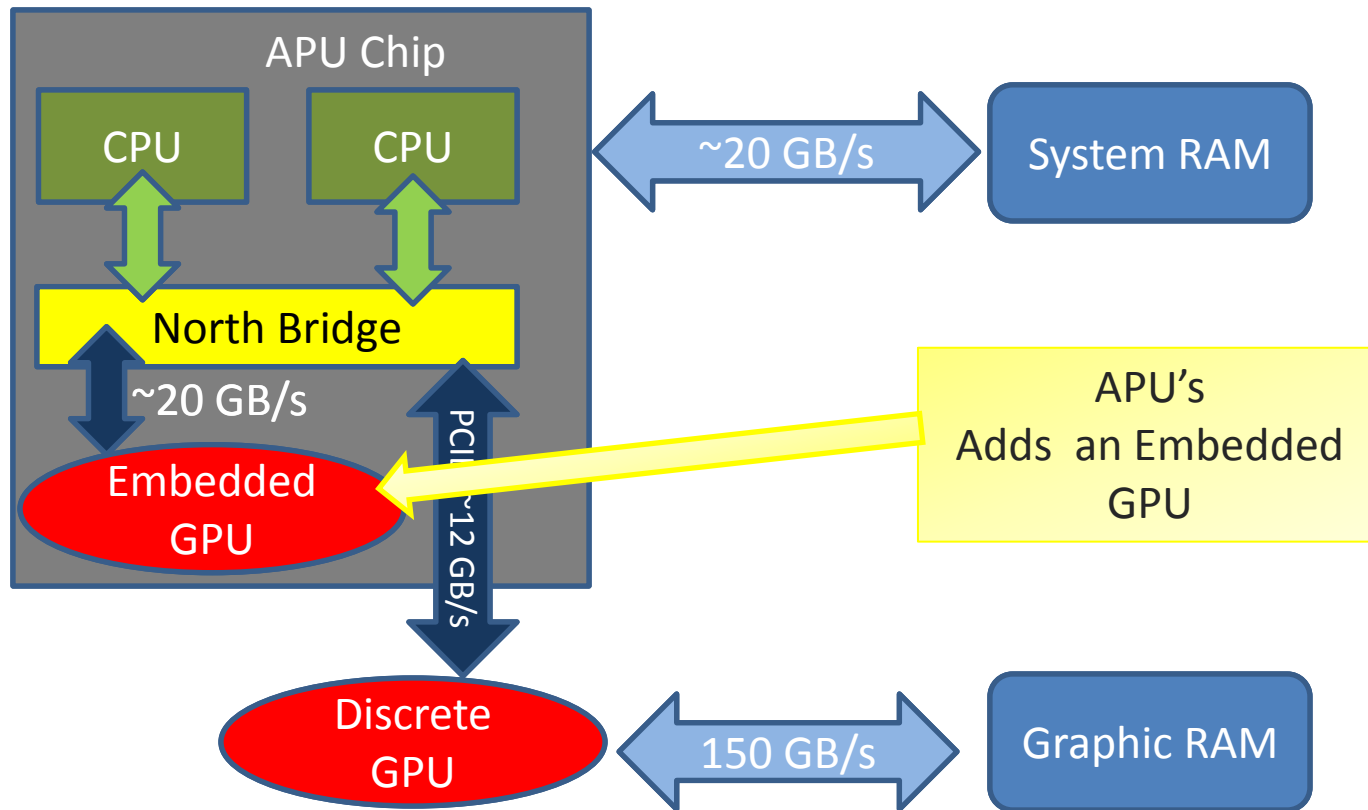 APU Chip
CPU
CPU
~20 GB/s
System RAM
North Bridge
~20 GB/s
APU's
Adds an Embedded
GPU
Embedded
GPU
~12 GB/s
Discrete
GPU
150 GB/s
Graphic RAM